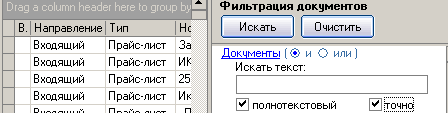 Drag a column header here to group by
В. Направление Тип Но
Входящий Прайс-лист За
Входящий Прайс-лист ИК
Входящий Прайс-лист 25
Входящий Прайс-лист Ик
Входящий Прайс-лист
Фильтрация документов
Искать Очистить
Документы ( и или )
Искать текст:
полнотекстовый точно